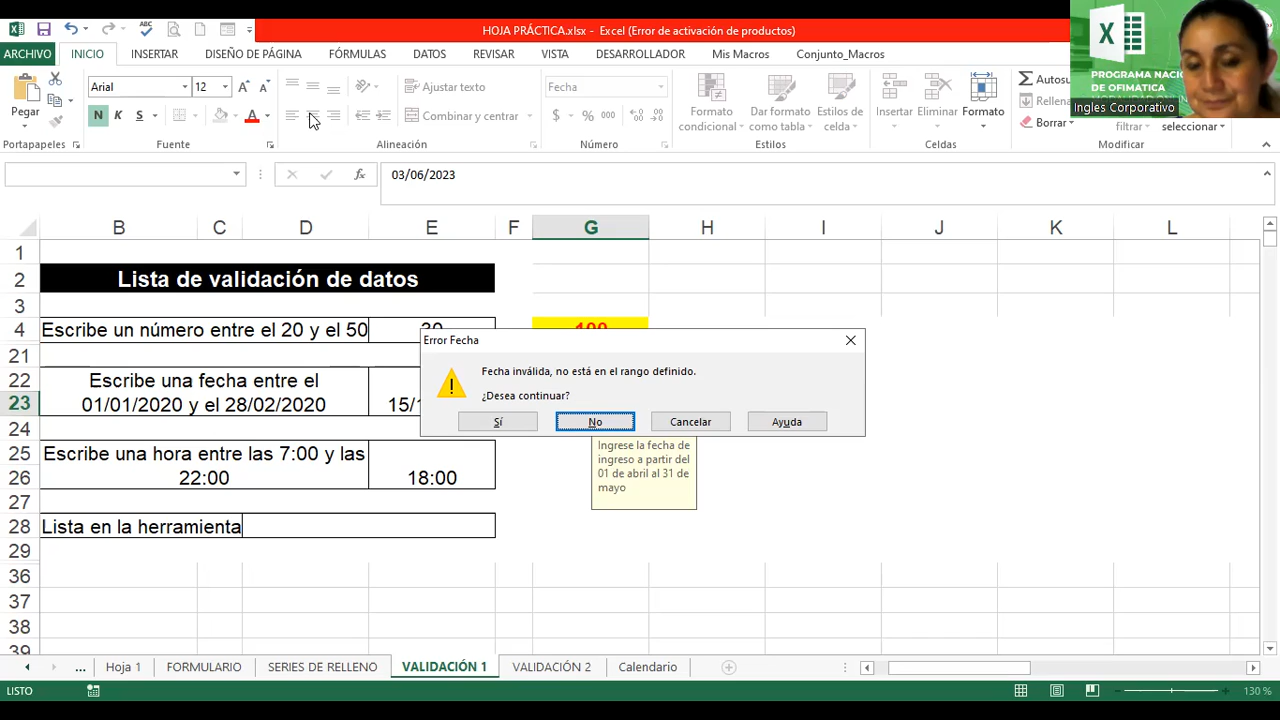 HOJA PRÁCTICA.xlsx - Excel (Error de activación de productos)
ARCHIVO INICIO INSERTAR DISEÑO DE PÁGINA FÓRMULAS DATOS REVISAR VISTA DESARROLLADOR Mis Macros Conjunto_Macros
PROGRAMA NACI
DE OFIMATICA
Ingles Corporativo
Pegar
Portapapeles
Arial 12
N K S
Fuente
Ajustar texto
Combinar y centrar
Alineación
Fecha
$ % 000
Número
Formato condicional
Dar formato como tabla
Estilos de celda
Estilos
Insertar Eliminar Formato
Celdas
Autosu
Rellena
Borrar
filtrar seleccionar
Modificar
03/06/2023
B C D E F G H I J K L
1
2 Lista de validación de datos
3
4 Escribe un número entre el 20 y el 50 30 100
21
22 Escribe una fecha entre el
23 01/01/2020 y el 28/02/2020 15/1
24
25 Escribe una hora entre las 7:00 y las
26 22:00 18:00
27
28 Lista en la herramienta
29
36
37
38
39
Error Fecha
Fecha inválida, no está en el rango definido.
¿Desea continuar?
Sí No Cancelar Ayuda
Ingrese la fecha de
ingreso a partir del
01 de abril al 31 de
mayo
... Hoja 1 FORMULARIO SERIES DE RELLENO VALIDACIÓN 1 VALIDACIÓN 2 Calendario
LISTO 130 %